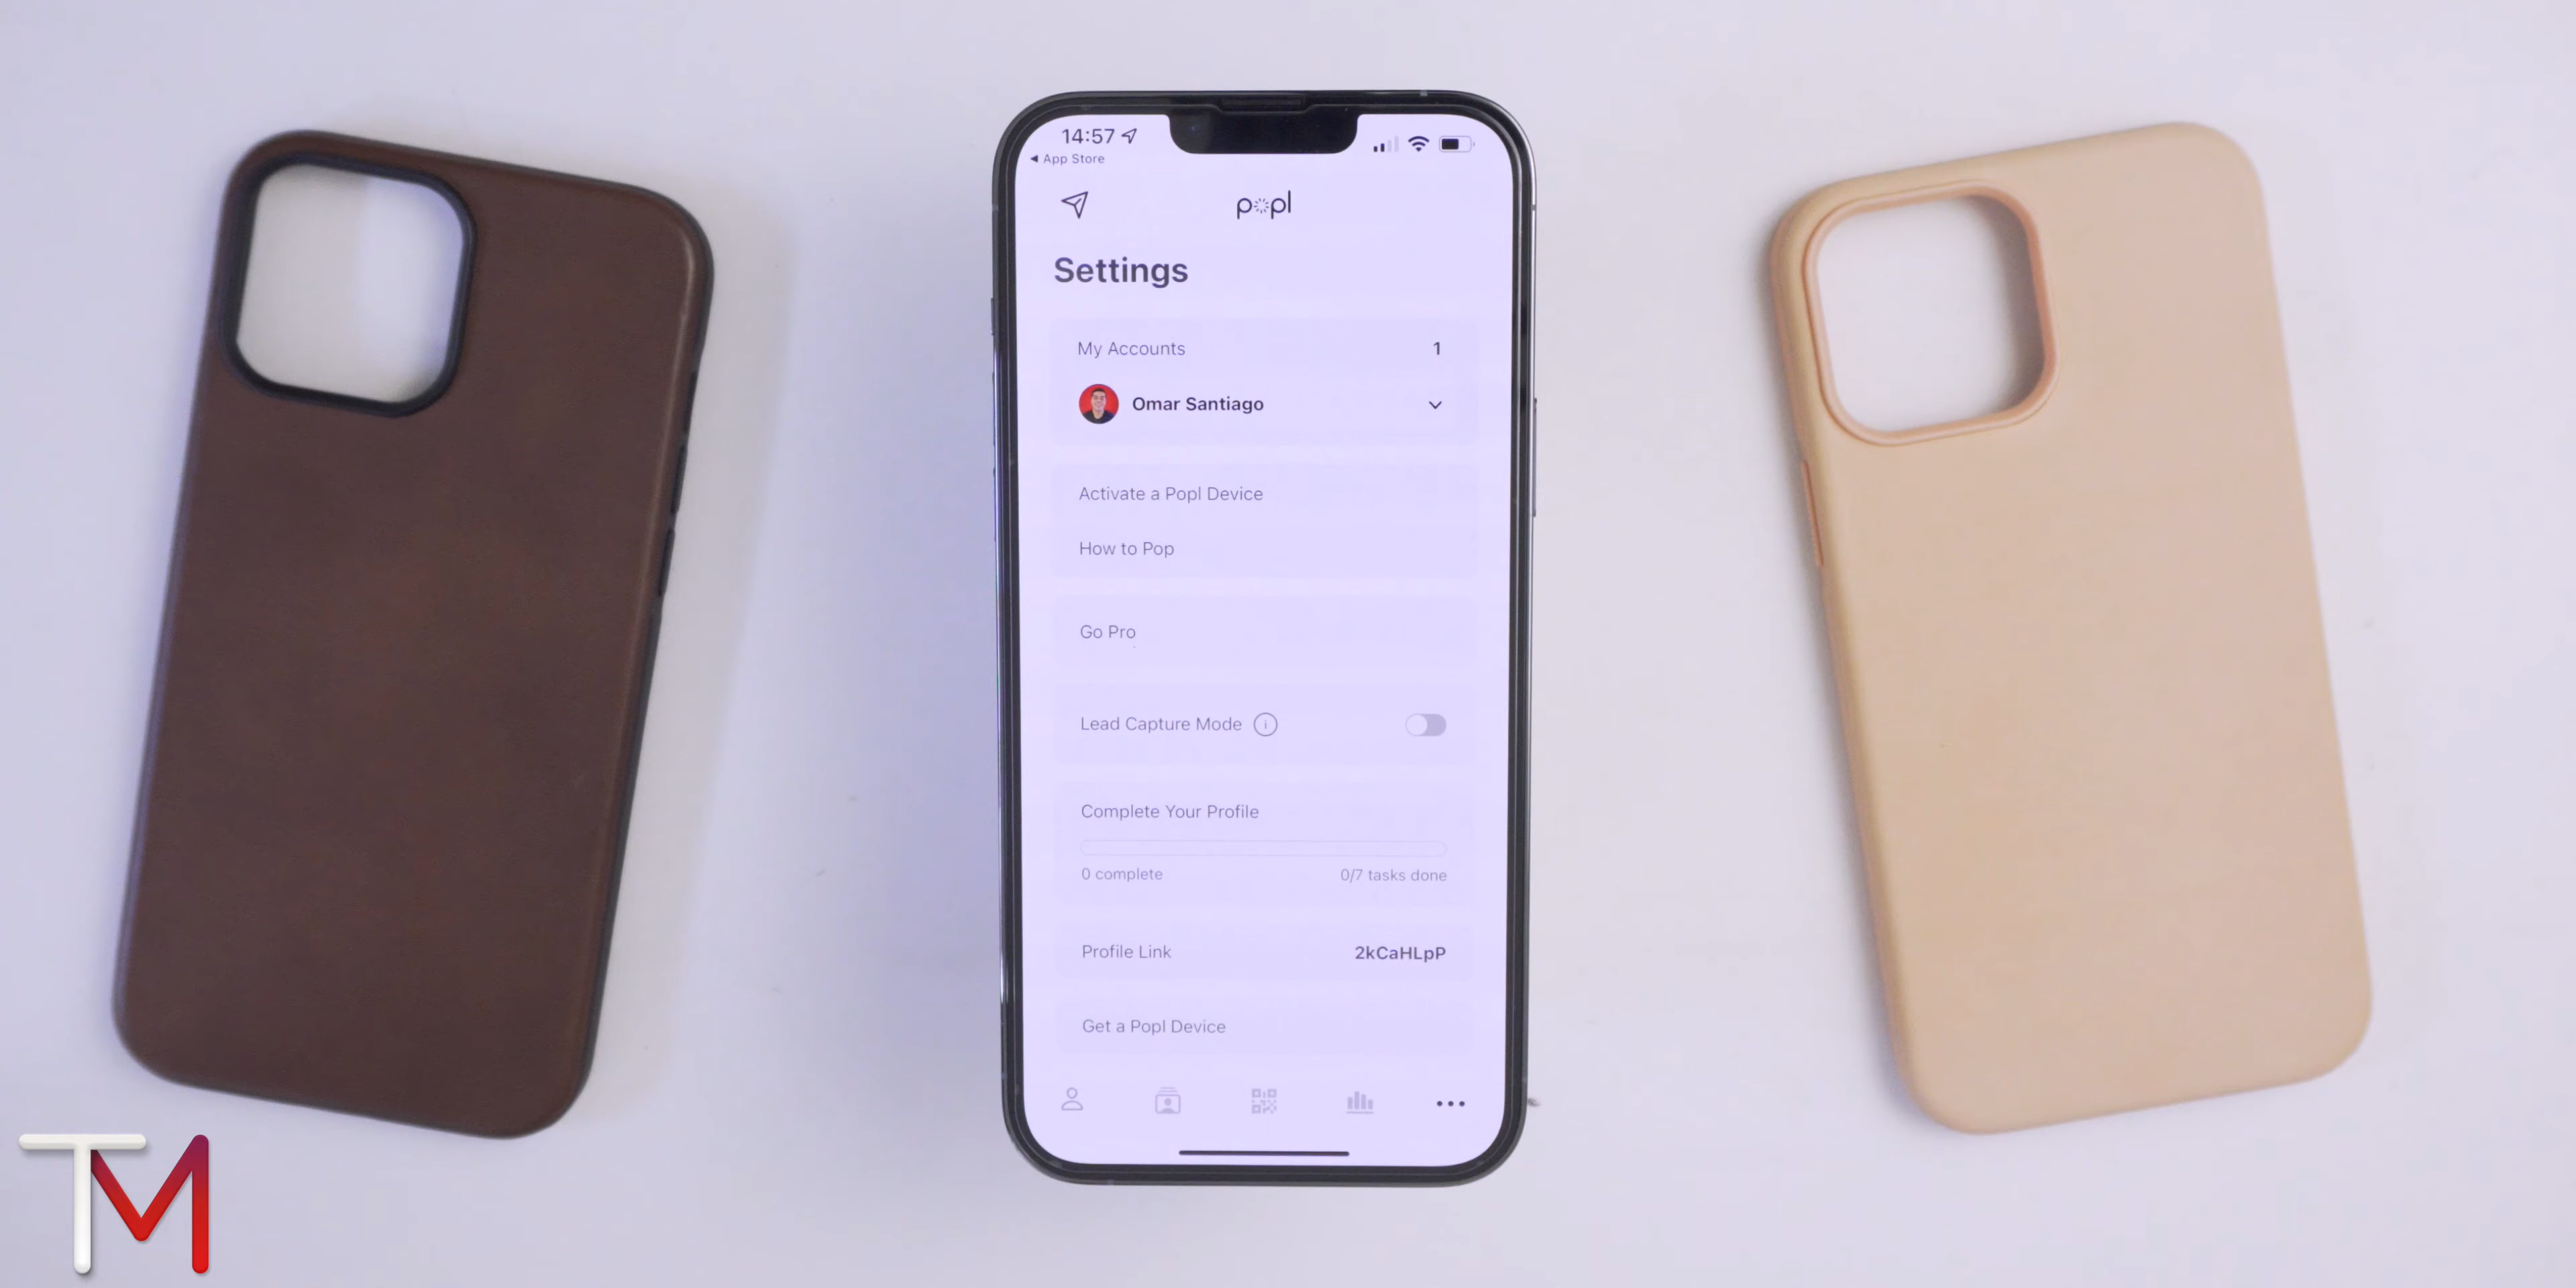 14:57
◀ App Store
popl
Settings
My Accounts 1
Omar Santiago
Activate a Popl Device
How to Pop
Go Pro
Lead Capture Mode i
Complete Your Profile
0 complete 0/7 tasks done
Profile Link 2kCaHLpP
Get a Popl Device
TM